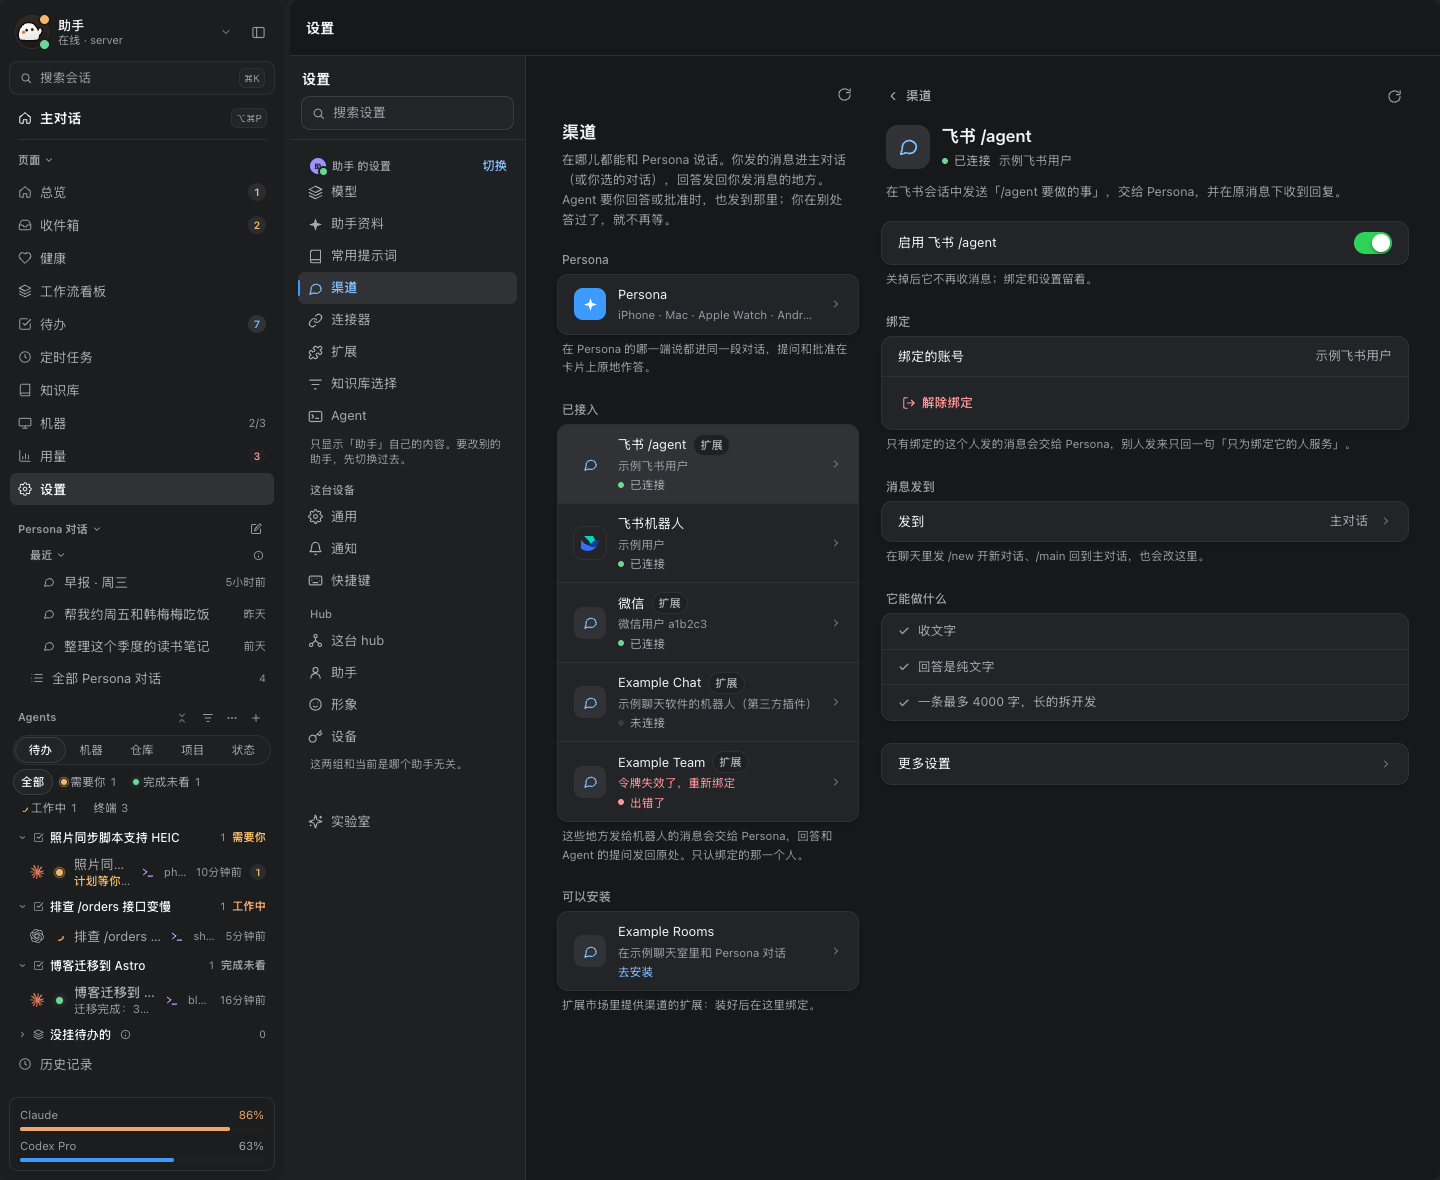 助手
在线 · server
搜索会话
⌘K
主对话
⌥⌘P
页面
总览
1
收件箱
2
健康
工作流看板
待办
7
定时任务
知识库
机器
2/3
用量
3
设置
Persona 对话
最近
早报 · 周三
5小时前
帮我约周五和韩梅梅吃饭
昨天
整理这个季度的读书笔记
前天
全部 Persona 对话
4
Agents
待办
机器
仓库
项目
状态
全部
需要你 1
完成未看 1
工作中 1
终端 3
照片同步脚本支持 HEIC
1 需要你
照片同...
ph...
10分钟前
1
计划等你...
排查 /orders 接口变慢
1 工作中
排查 /orders ...
sh...
5分钟前
博客迁移到 Astro
1 完成未看
博客迁移到 ...
bl...
16分钟前
迁移完成：3...
没挂待办的
0
历史记录
Claude
86%
Codex Pro
63%
设置
设置
搜索设置
助手 的设置
切换
模型
助手资料
常用提示词
渠道
连接器
扩展
知识库选择
Agent
只显示「助手」自己的内容。要改别的
助手，先切换过去。
这台设备
通用
通知
快捷键
Hub
这台 hub
助手
形象
设备
这两组和当前是哪个助手无关。
实验室
渠道
在哪儿都能和 Persona 说话。你发的消息进主对话
（或你选的对话），回答发回你发消息的地方。
Agent 要你回答或批准时，也发到那里；你在别处
答过了，就不再等。
Persona
Persona
iPhone · Mac · Apple Watch · Andr...
在 Persona 的哪一端说都进同一段对话，提问和批准在
卡片上原地作答。
已接入
飞书 /agent
扩展
示例飞书用户
已连接
飞书机器人
示例用户
已连接
微信
扩展
微信用户 a1b2c3
已连接
Example Chat
扩展
示例聊天软件的机器人（第三方插件）
未连接
Example Team
扩展
令牌失效了，重新绑定
出错了
这些地方发给机器人的消息会交给 Persona，回答和
Agent 的提问发回原处。只认绑定的那一个人。
可以安装
Example Rooms
在示例聊天室里和 Persona 对话
去安装
扩展市场里提供渠道的扩展：装好后在这里绑定。
渠道
飞书 /agent
已连接 示例飞书用户
在飞书会话中发送「/agent 要做的事」，交给 Persona，并在原消息下收到回复。
启用 飞书 /agent
关掉后它不再收消息；绑定和设置留着。
绑定
绑定的账号
示例飞书用户
解除绑定
只有绑定的这个人发的消息会交给 Persona，别人发来只回一句「只为绑定它的人服务」。
消息发到
发到
主对话
在聊天里发 /new 开新对话、/main 回到主对话，也会改这里。
它能做什么
收文字
回答是纯文字
一条最多 4000 字，长的拆开发
更多设置